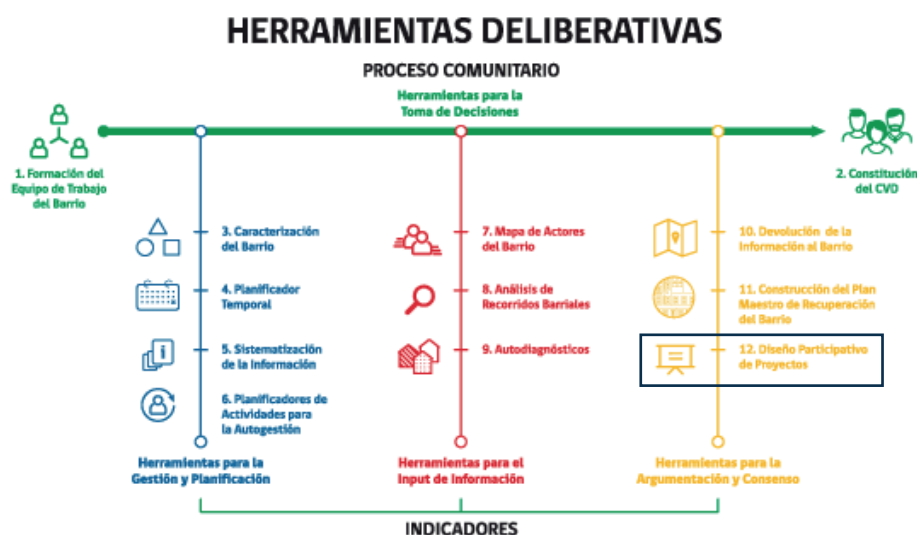 HERRAMIENTAS DELIBERATIVAS
PROCESO COMUNITARIO
Herramientas para la
Toma de Decisiones
1. Formación del
Equipo de Trabajo
del Barrio
2. Constitución
del CVD
3. Caracterización
del Barrio
4. Planificador
Temporal
5. Sistematización
de la Información
6. Planificadores de
Actividades para
la Autogestión
Herramientas para la
Gestión y Planificación
7. Mapa de Actores
del Barrio
8. Análisis de
Recorridos Barriales
9. Autodiagnósticos
Herramientas para el
Input de Información
10. Devolución de la
Información al Barrio
11. Construcción del Plan
Maestro de Recuperación
del Barrio
12. Diseño Participativo
de Proyectos
Herramientas para la
Argumentación y Consenso
INDICADORES